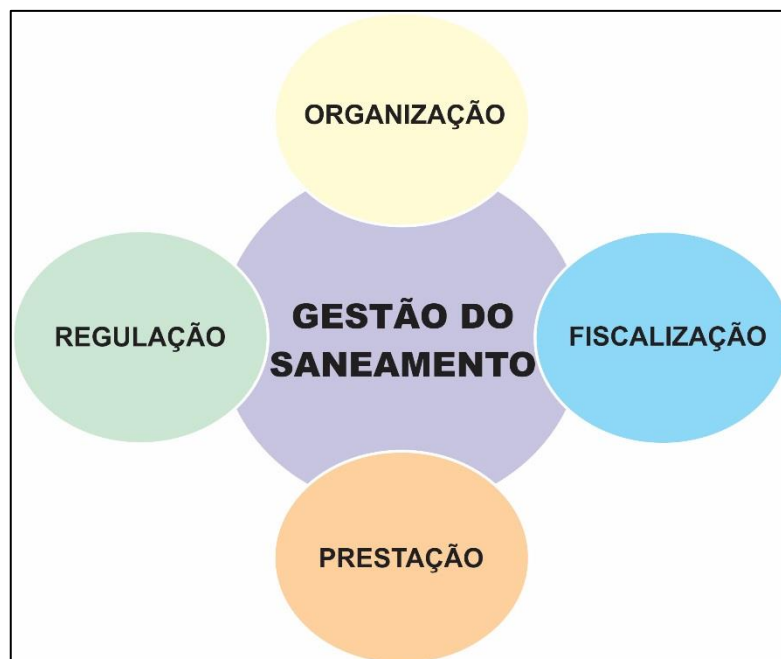 ORGANIZAÇÃO
REGULAÇÃO
GESTÃO DO
SANEAMENTO
FISCALIZAÇÃO
PRESTAÇÃO